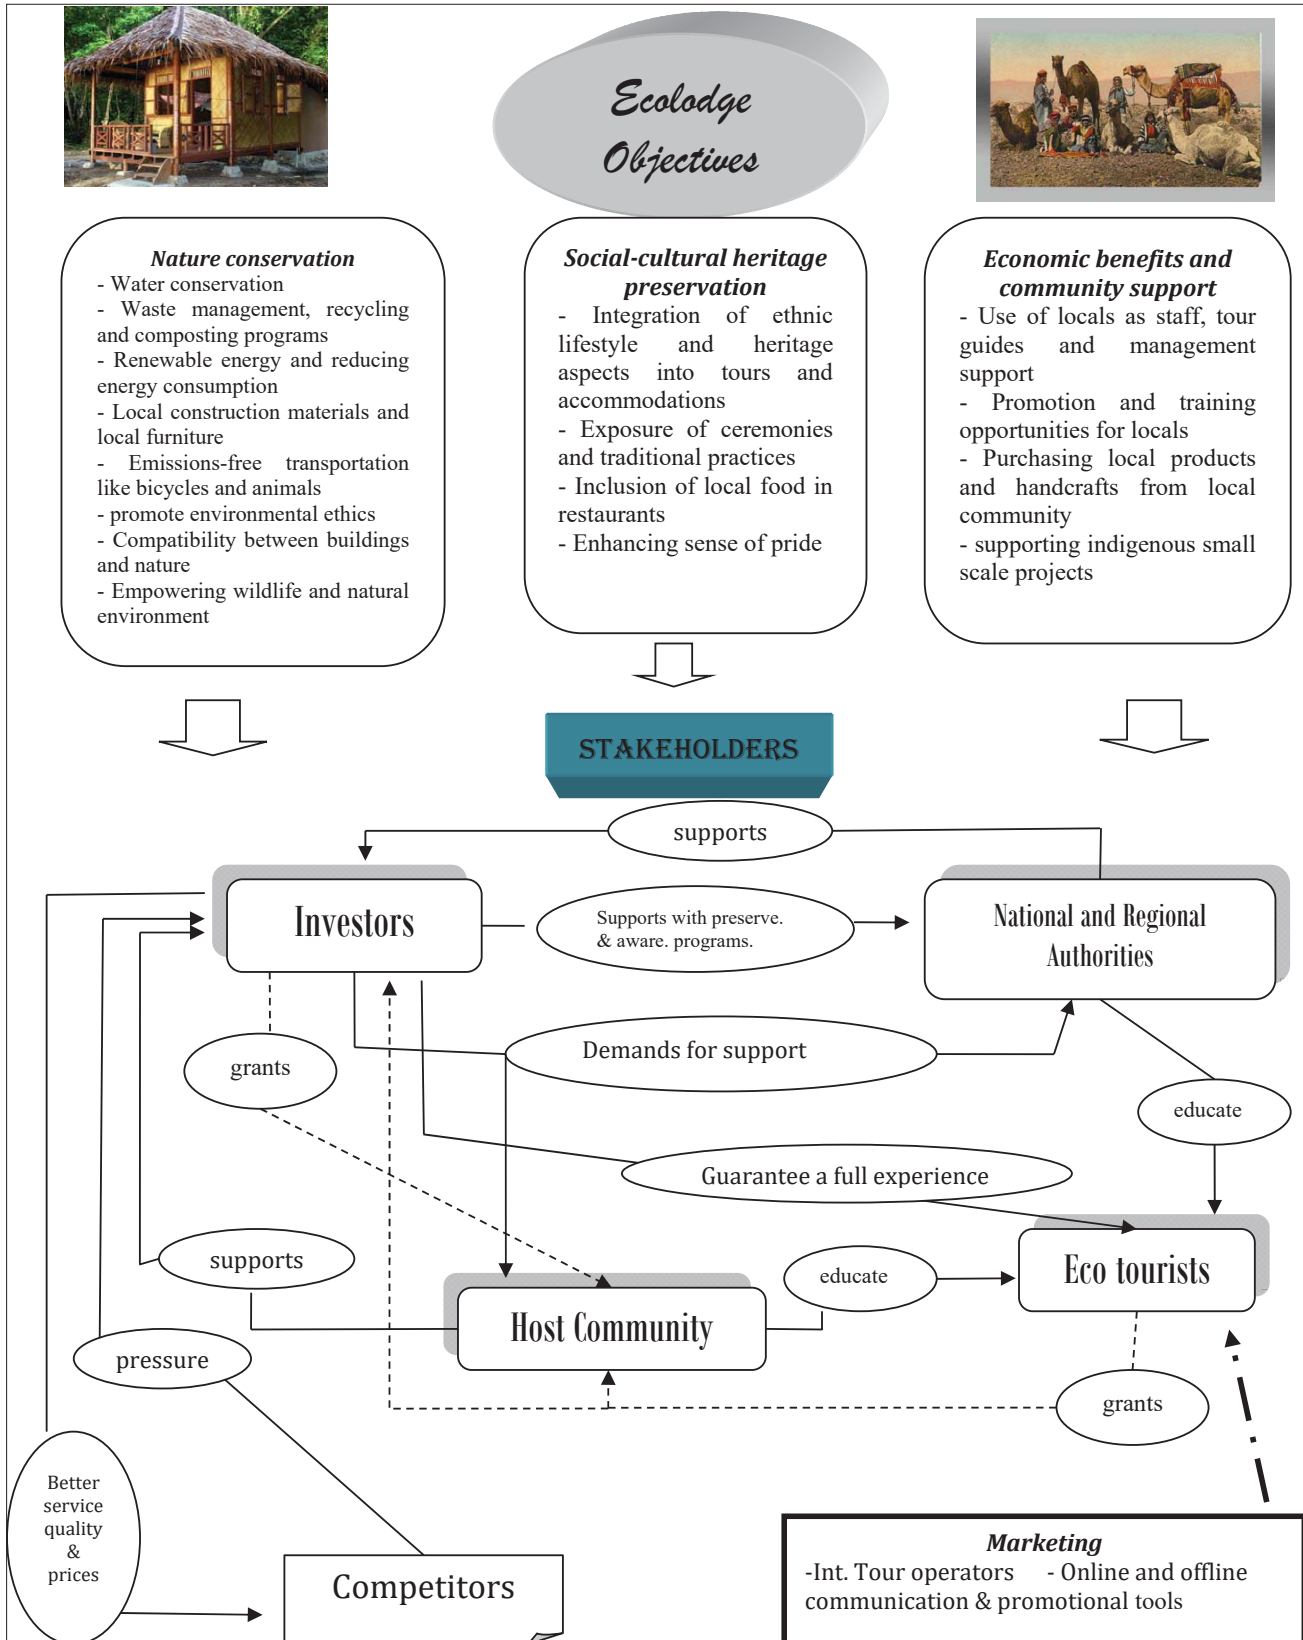 Ecolodge
Objectives
Nature conservation
- Water conservation
- Waste management, recycling
and composting programs
- Renewable energy and reducing
energy consumption
- Local construction materials and
local furniture
- Emissions-free transportation
like bicycles and animals
- promote environmental ethics
- Compatibility between buildings
and nature
- Empowering wildlife and natural
environment
Social-cultural heritage
preservation
- Integration of ethnic
lifestyle and heritage
aspects into tours and
accommodations
- Exposure of ceremonies
and traditional practices
- Inclusion of local food in
restaurants
- Enhancing sense of pride
Economic benefits and
community support
- Use of locals as staff, tour
guides and management
support
- Promotion and training
opportunities for locals
- Purchasing local products
and handcrafts from local
community
- supporting indigenous small
scale projects
STAKEHOLDERS
supports
Investors
Supports with preserve.
& aware. programs.
National and Regional
Authorities
grants
Demands for support
educate
Guarantee a full experience
supports
Host Community
educate
Eco tourists
pressure
grants
Better
service
quality
&
prices
Competitors
Marketing
-Int. Tour operators - Online and offline
communication & promotional tools